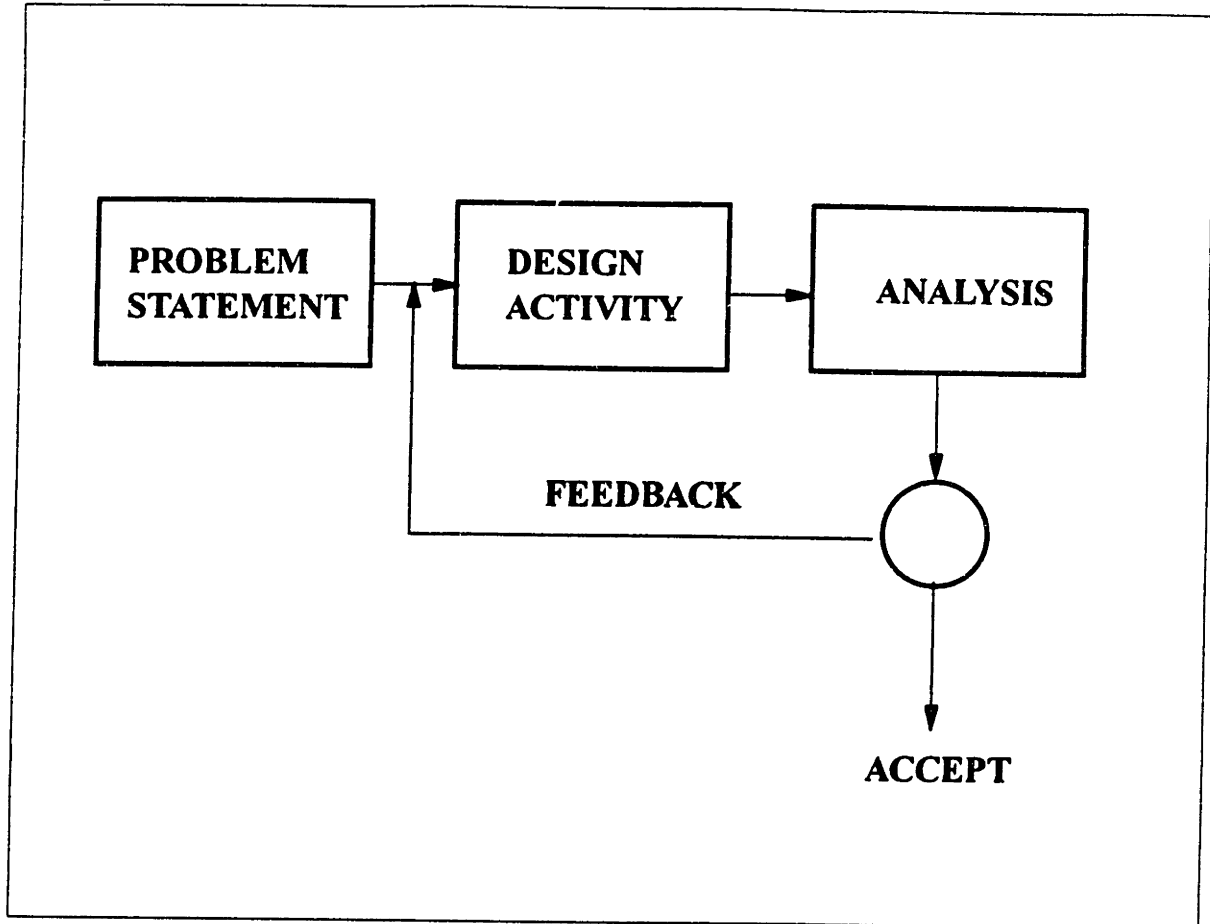 PROBLEM
STATEMENT
DESIGN
ACTIVITY
ANALYSIS
FEEDBACK
ACCEPT